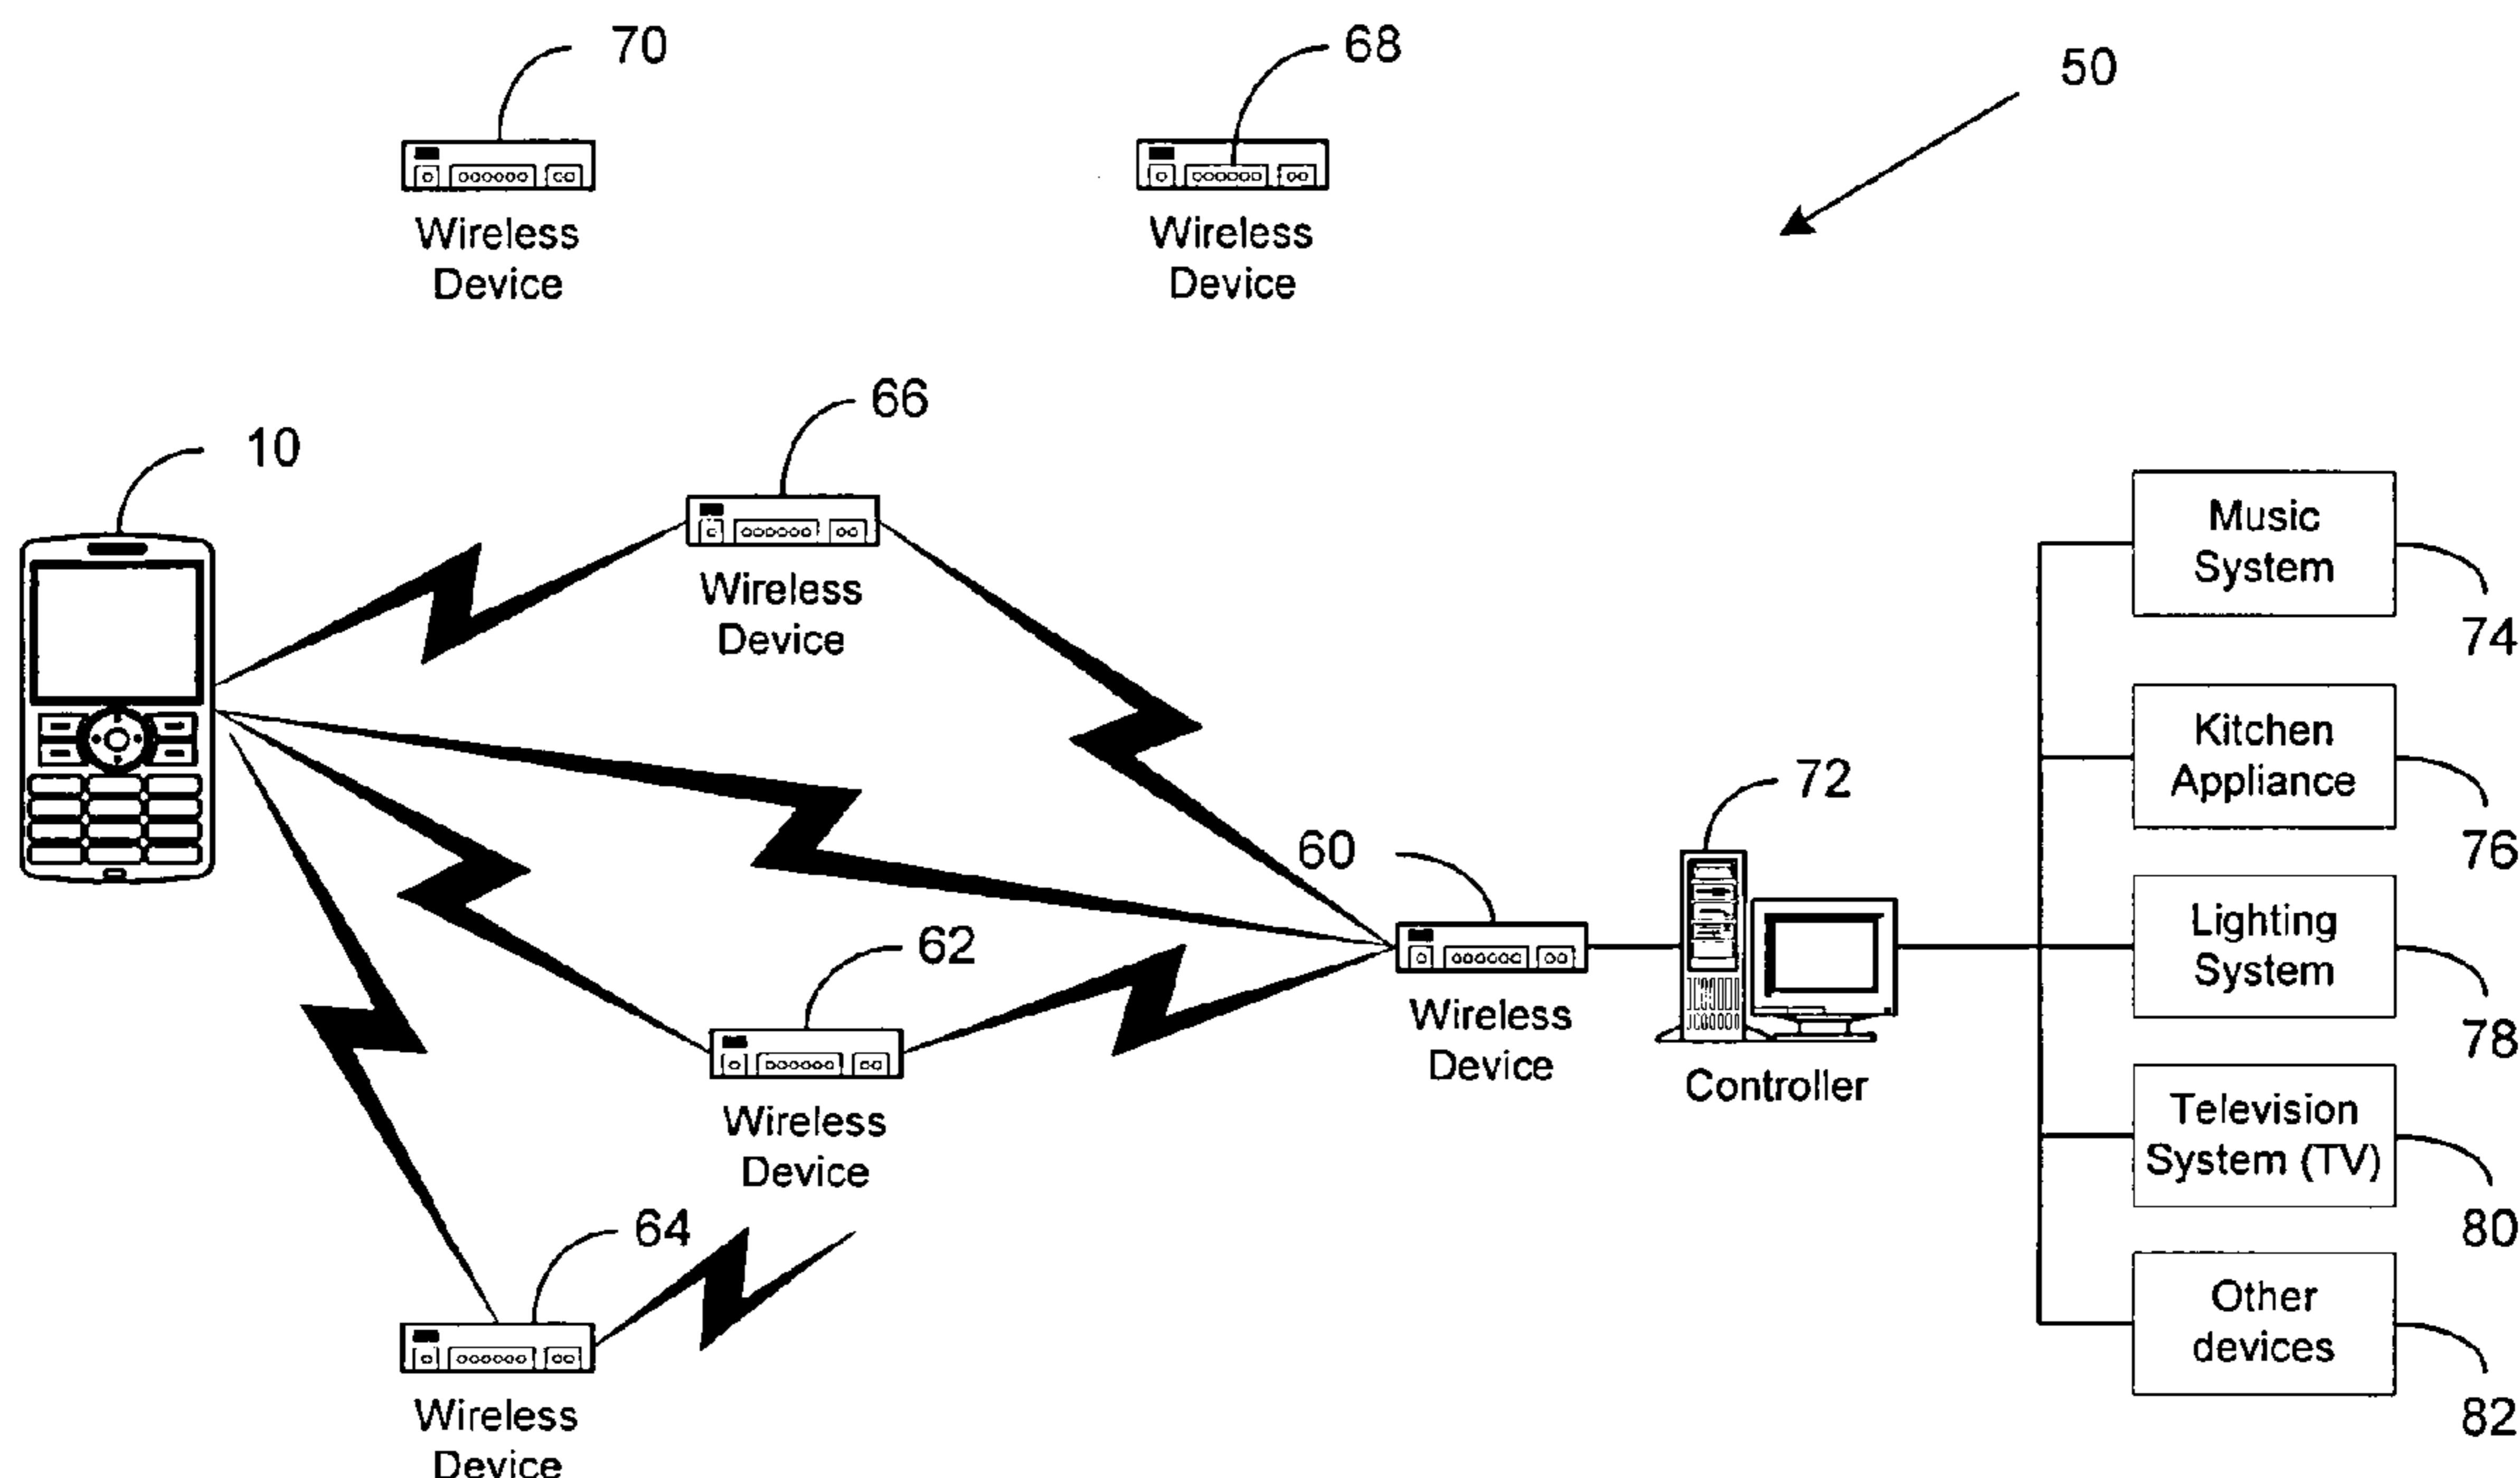 70
68
50
Wireless
Device
Wireless
Device
66
10
Wireless
Device
Music
System
74
Kitchen
Appliance
76
72
60
62
Lighting
System
78
Wireless
Device
Controller
Wireless
Device
Television
System (TV)
80
64
Other
devices
82
Wireless
Device